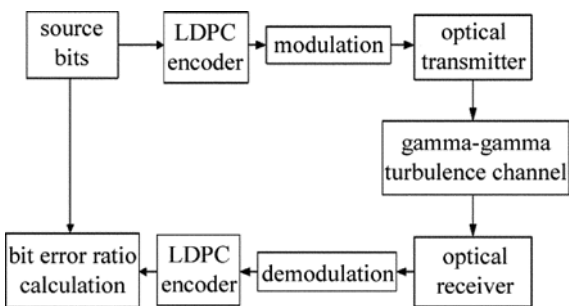 source
bits
LDPC
encoder
modulation
optical
transmitter
gamma-gamma
turbulence channel
bit error ratio
calculation
LDPC
encoder
demodulation
optical
receiver